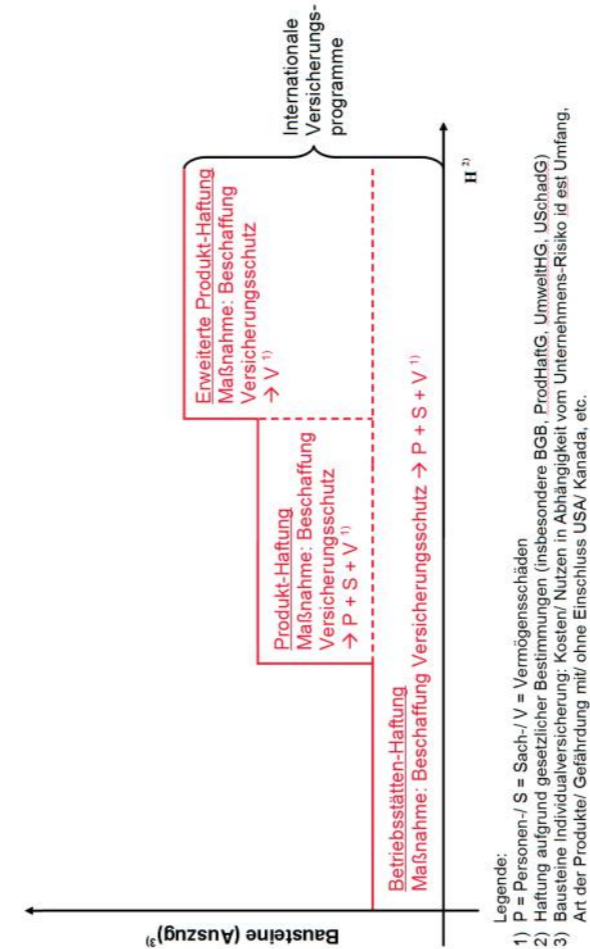 Bausteine (Auszug)³⁾
Erweiterte Produkt-Haftung
Maßnahme: Beschaffung
Versicherungsschutz
→ V ¹⁾
Produkt-Haftung
Maßnahme: Beschaffung
Versicherungsschutz
→ P + S + V ¹⁾
Betriebsstätten-Haftung
Maßnahme: Beschaffung Versicherungsschutz → P + S + V ¹⁾
Internationale
Versicherungs-
programme
H ²⁾
Legende:
1) P = Personen-/ S = Sach-/ V = Vermögensschäden
2) Haftung aufgrund gesetzlicher Bestimmungen (insbesondere BGB, ProdHaftG, UmweltHG, USchadG)
3) Bausteine Individualversicherung: Kosten/ Nutzen in Abhängigkeit vom Unternehmens-Risiko id est Umfang,
Art der Produkte/ Gefährdung mit/ ohne Einschluss USA/ Kanada, etc.